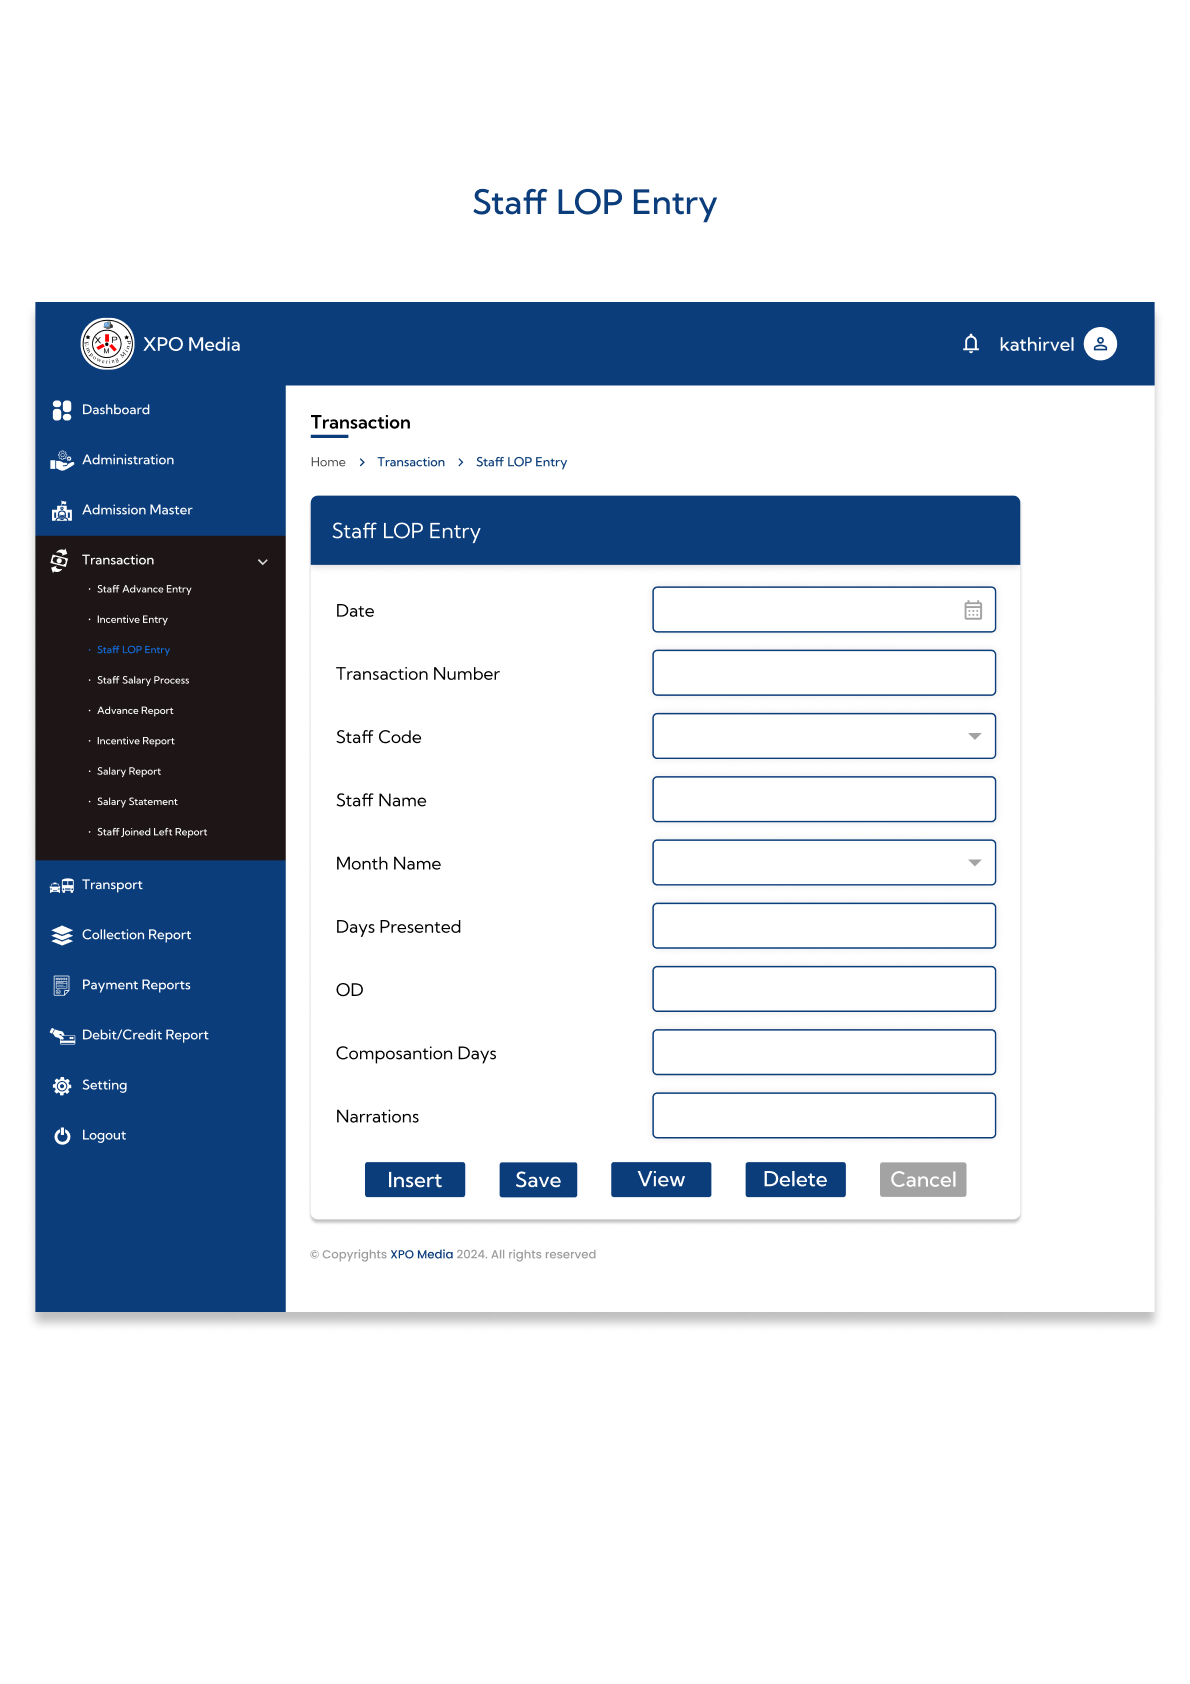 Staff LOP Entry
XPO Media
kathirvel
X P M
Empowering Mind
Dashboard
Administration
Admission Master
Transaction
· Staff Advance Entry
· Incentive Entry
· Staff LOP Entry
· Staff Salary Process
· Advance Report
· Incentive Report
· Salary Report
· Salary Statement
· Staff Joined Left Report
Transport
Collection Report
Payment Reports
Debit/Credit Report
Setting
Logout
Transaction
Home > Transaction > Staff LOP Entry
Staff LOP Entry
Date
Transaction Number
Staff Code
Staff Name
Month Name
Days Presented
OD
Composantion Days
Narrations
Insert Save View Delete Cancel
© Copyrights XPO Media 2024. All rights reserved